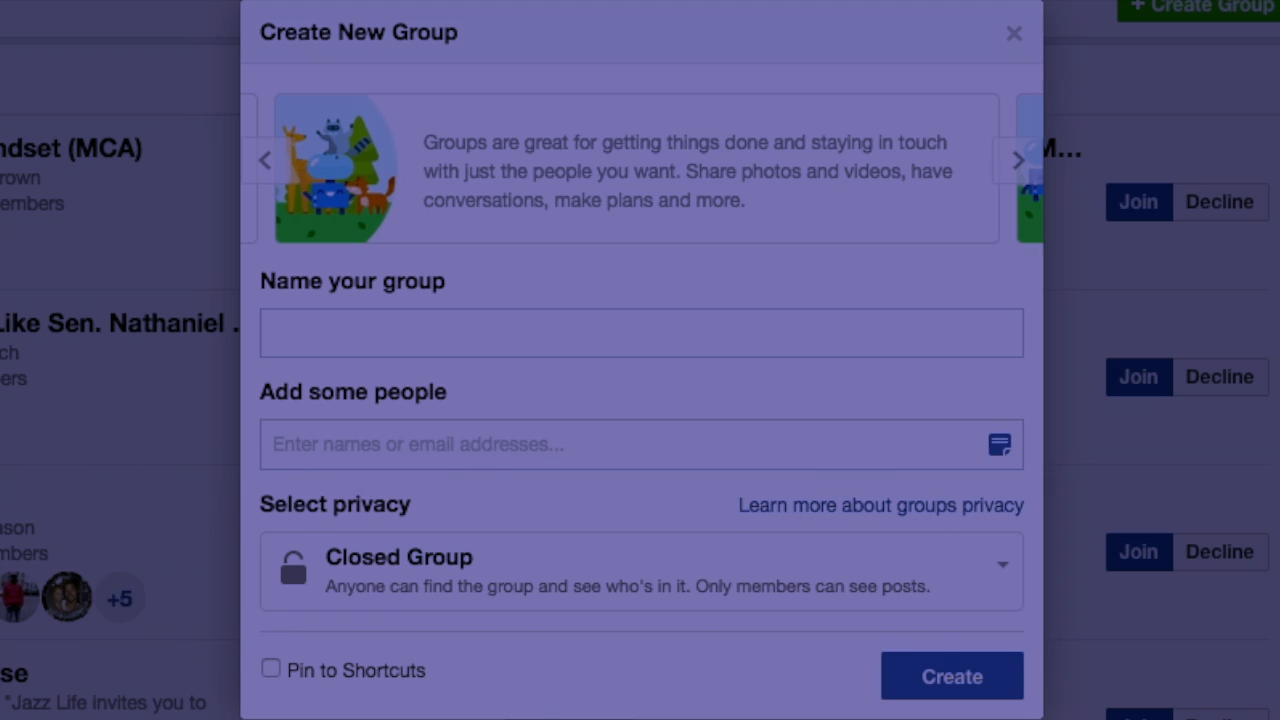 + Create Group
Create New Group
×
ndset (MCA)
rown
embers
M...
Groups are great for getting things done and staying in touch
with just the people you want. Share photos and videos, have
conversations, make plans and more.
Join Decline
Name your group
Like Sen. Nathaniel .
ch
ers
Join Decline
Add some people
Enter names or email addresses...
Select privacy
Learn more about groups privacy
ason
mbers
+5
Closed Group
Anyone can find the group and see who's in it. Only members can see posts.
Join Decline
Pin to Shortcuts
Create
se
"Jazz Life invites you to